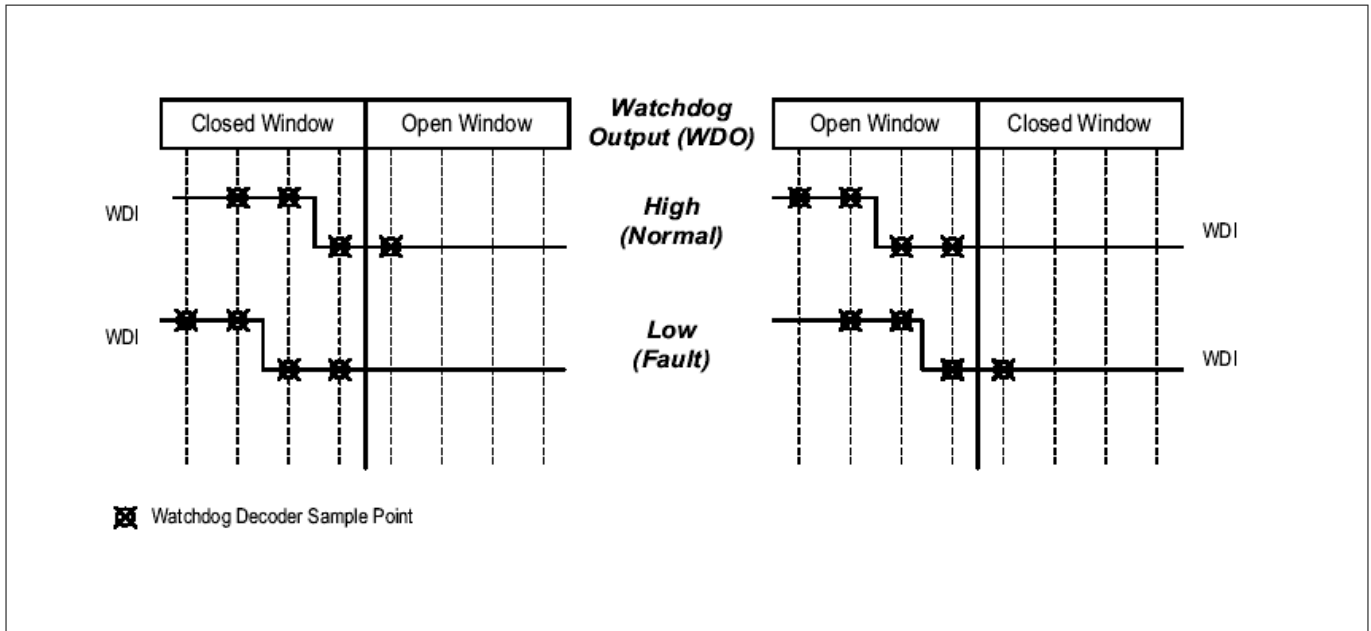 Closed Window
Open Window
Watchdog
Output (WDO)
Open Window
Closed Window
WDI
High
(Normal)
WDI
WDI
Low
(Fault)
WDI
Watchdog Decoder Sample Point